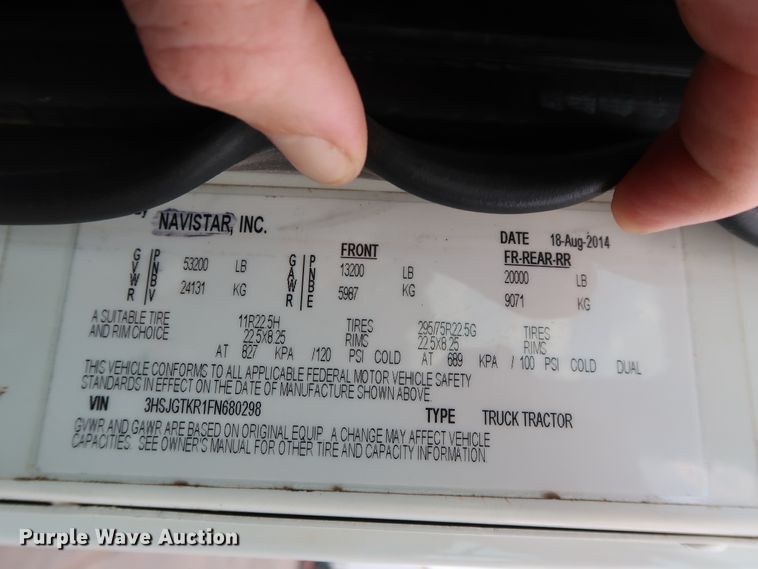 by NAVISTAR, INC.
DATE 18-Aug-2014
FRONT FR-REAR-RR
GVWR PNBV 53200 LB GAWR PNBE 13200 LB 20000 LB
24131 KG 5987 KG 9071 KG
A SUITABLE TIRE 11R22.5H TIRES 295/75R22.5G TIRES
AND RIM CHOICE 22.5X8.25 RIMS 22.5X8.25 RIMS
AT 827 KPA /120 PSI COLD AT 689 KPA / 100 PSI COLD DUAL
THIS VEHICLE CONFORMS TO ALL APPLICABLE FEDERAL MOTOR VEHICLE SAFETY
STANDARDS IN EFFECT ON THE DATE OF MANUFACTURE SHOWN ABOVE.
VIN 3HSJGTKR1FN680298 TYPE TRUCK TRACTOR
GVWR AND GAWR ARE BASED ON ORIGINAL EQUIP. A CHANGE MAY AFFECT VEHICLE
CAPACITIES. SEE OWNER'S MANUAL FOR OTHER TIRE AND CAPACITY INFORMATION.
Purple Wave Auction